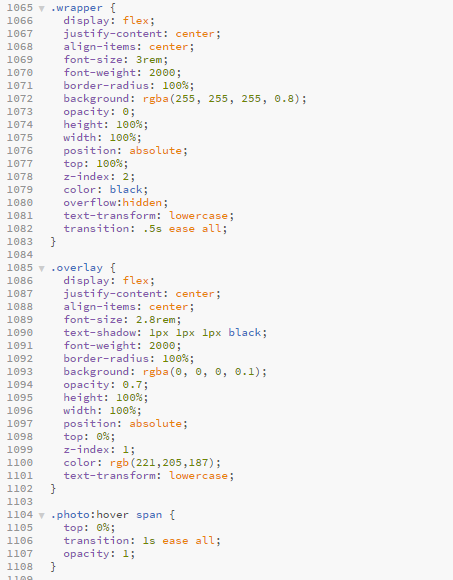 1065 .wrapper {
1066 display: flex;
1067 justify-content: center;
1068 align-items: center;
1069 font-size: 3rem;
1070 font-weight: 2000;
1071 border-radius: 100%;
1072 background: rgba(255, 255, 255, 0.8);
1073 opacity: 0;
1074 height: 100%;
1075 width: 100%;
1076 position: absolute;
1077 top: 100%;
1078 z-index: 2;
1079 color: black;
1080 overflow:hidden;
1081 text-transform: lowercase;
1082 transition: .5s ease all;
1083 }
1084
1085 .overlay {
1086 display: flex;
1087 justify-content: center;
1088 align-items: center;
1089 font-size: 2.8rem;
1090 text-shadow: 1px 1px 1px black;
1091 font-weight: 2000;
1092 border-radius: 100%;
1093 background: rgba(0, 0, 0, 0.1);
1094 opacity: 0.7;
1095 height: 100%;
1096 width: 100%;
1097 position: absolute;
1098 top: 0%;
1099 z-index: 1;
1100 color: rgb(221,205,187);
1101 text-transform: lowercase;
1102 }
1103
1104 .photo:hover span {
1105 top: 0%;
1106 transition: 1s ease all;
1107 opacity: 1;
1108 }
1109